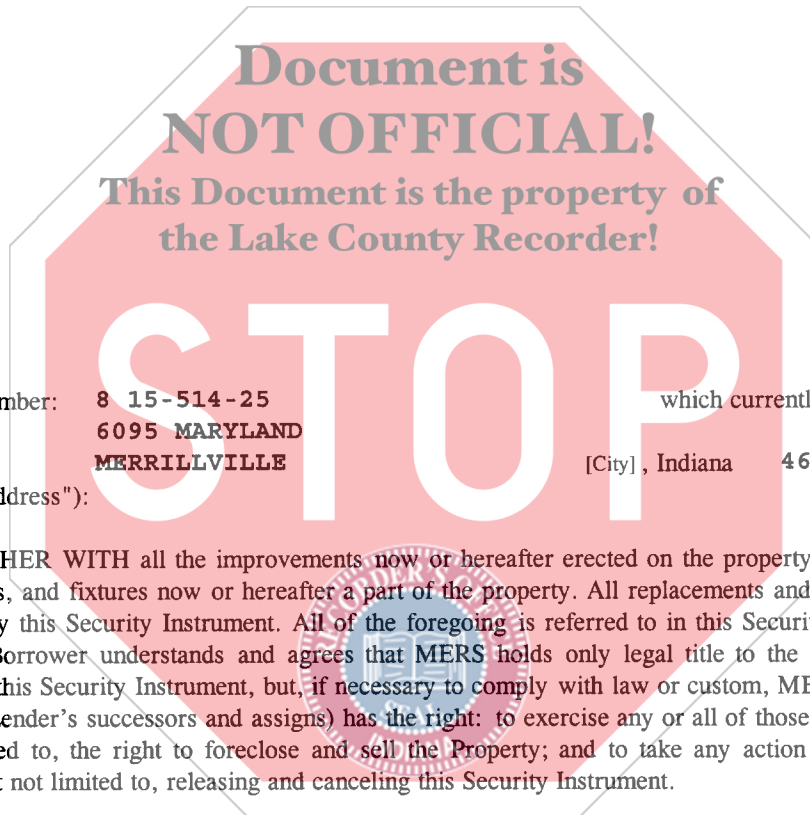 Document is
NOT OFFICIAL!
This Document is the property of
the Lake County Recorder!
STOP
mber: 8 15-514-25 which currentl
6095 MARYLAND
MERRILLVILLE [City] , Indiana 46
ddress"):
HER WITH all the improvements now or hereafter erected on the property
s, and fixtures now or hereafter a part of the property. All replacements and
y this Security Instrument. All of the foregoing is referred to in this Securi
Borrower understands and agrees that MERS holds only legal title to the
this Security Instrument, but, if necessary to comply with law or custom, ME
ender's successors and assigns) has the right: to exercise any or all of those
ed to, the right to foreclose and sell the Property; and to take any action
t not limited to, releasing and canceling this Security Instrument.
SEAL